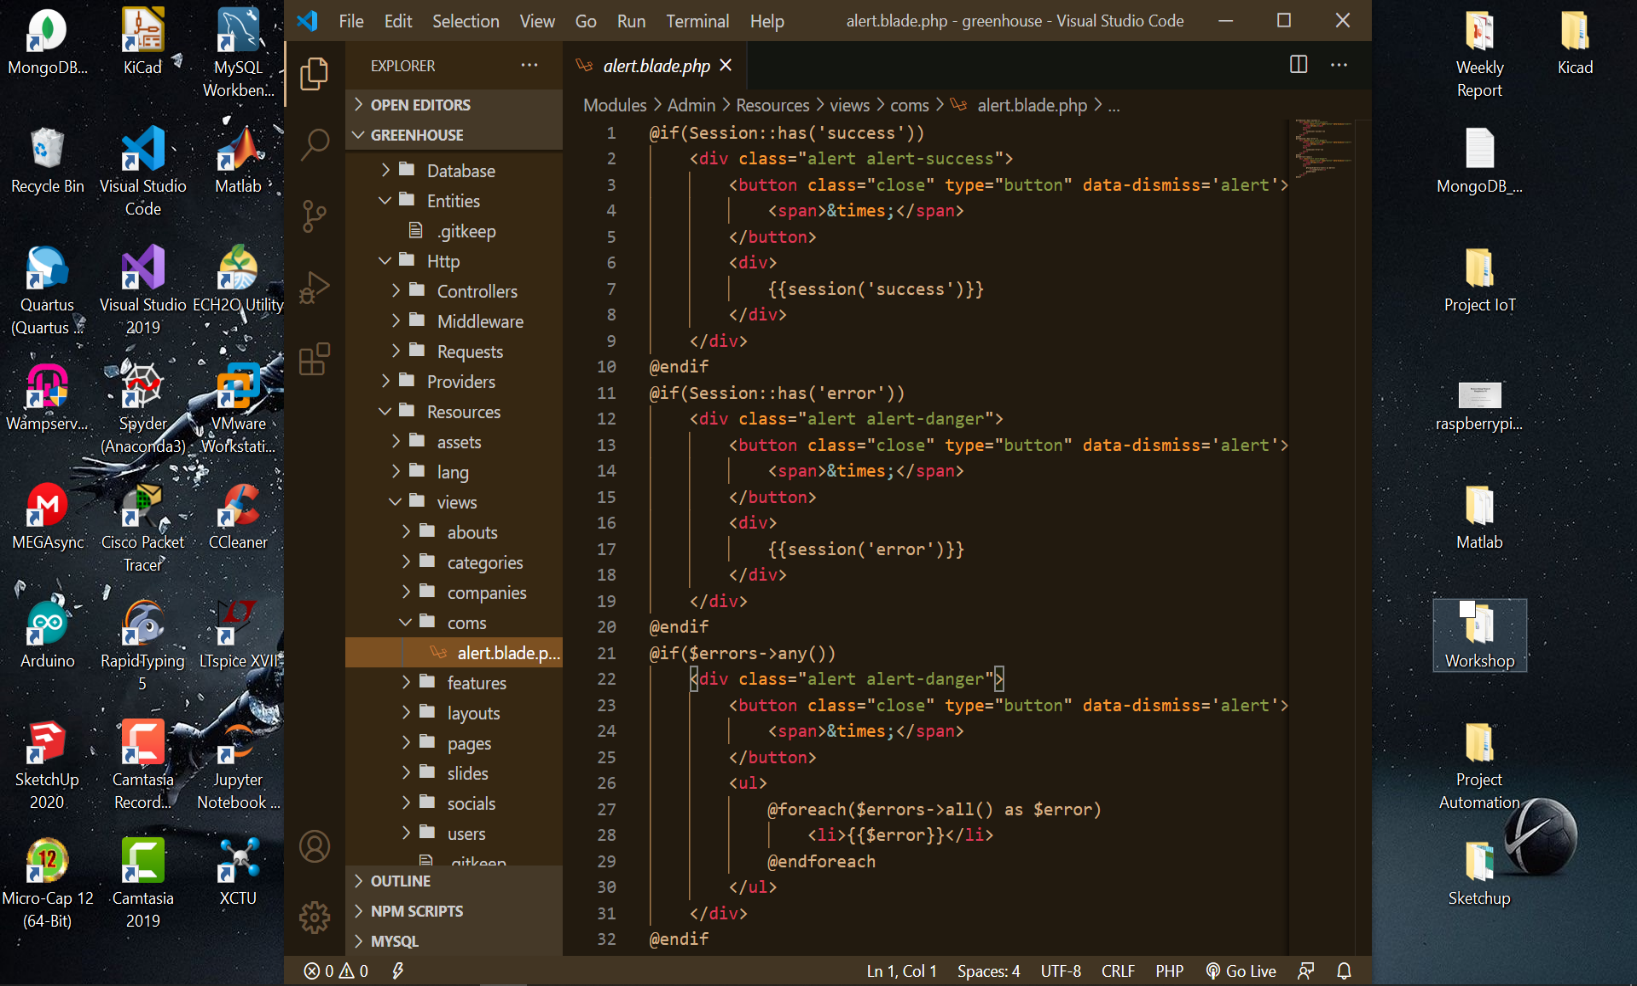 MongoDB...
KiCad
MySQL
Workben...
Recycle Bin
Visual Studio
Code
Matlab
Quartus
(Quartus ...
Visual Studio
2019
ECH2O Utility
Wampserv...
Spyder
(Anaconda3)
VMware
Workstati...
MEGAsync
Cisco Packet
Tracer
CCleaner
Arduino
RapidTyping
5
LTspice XVII
SketchUp
2020
Camtasia
Record...
Jupyter
Notebook ...
12
Micro-Cap 12
(64-Bit)
Camtasia
2019
XCTU
File Edit Selection View Go Run Terminal Help
alert.blade.php - greenhouse - Visual Studio Code
EXPLORER
OPEN EDITORS
GREENHOUSE
Database
Entities
.gitkeep
Http
Controllers
Middleware
Requests
Providers
Resources
assets
lang
views
abouts
categories
companies
coms
alert.blade.p...
features
layouts
pages
slides
socials
users
.gitkeep
OUTLINE
NPM SCRIPTS
MYSQL
alert.blade.php
Modules > Admin > Resources > views > coms > alert.blade.php > ...
1 @if(Session::has('success'))
2 <div class="alert alert-success">
3 <button class="close" type="button" data-dismiss='alert'>
4 <span>&times;</span>
5 </button>
6 <div>
7 {{session('success')}}
8 </div>
9 </div>
10 @endif
11 @if(Session::has('error'))
12 <div class="alert alert-danger">
13 <button class="close" type="button" data-dismiss='alert'>
14 <span>&times;</span>
15 </button>
16 <div>
17 {{session('error')}}
18 </div>
19 </div>
20 @endif
21 @if($errors->any())
22 <div class="alert alert-danger">
23 <button class="close" type="button" data-dismiss='alert'>
24 <span>&times;</span>
25 </button>
26 <ul>
27 @foreach($errors->all() as $error)
28 <li>{{$error}}</li>
29 @endforeach
30 </ul>
31 </div>
32 @endif
0 0
Ln 1, Col 1 Spaces: 4 UTF-8 CRLF PHP Go Live
Weekly
Report
Kicad
MongoDB_...
Project IoT
raspberrypi...
Matlab
Workshop
Project
Automation
Sketchup